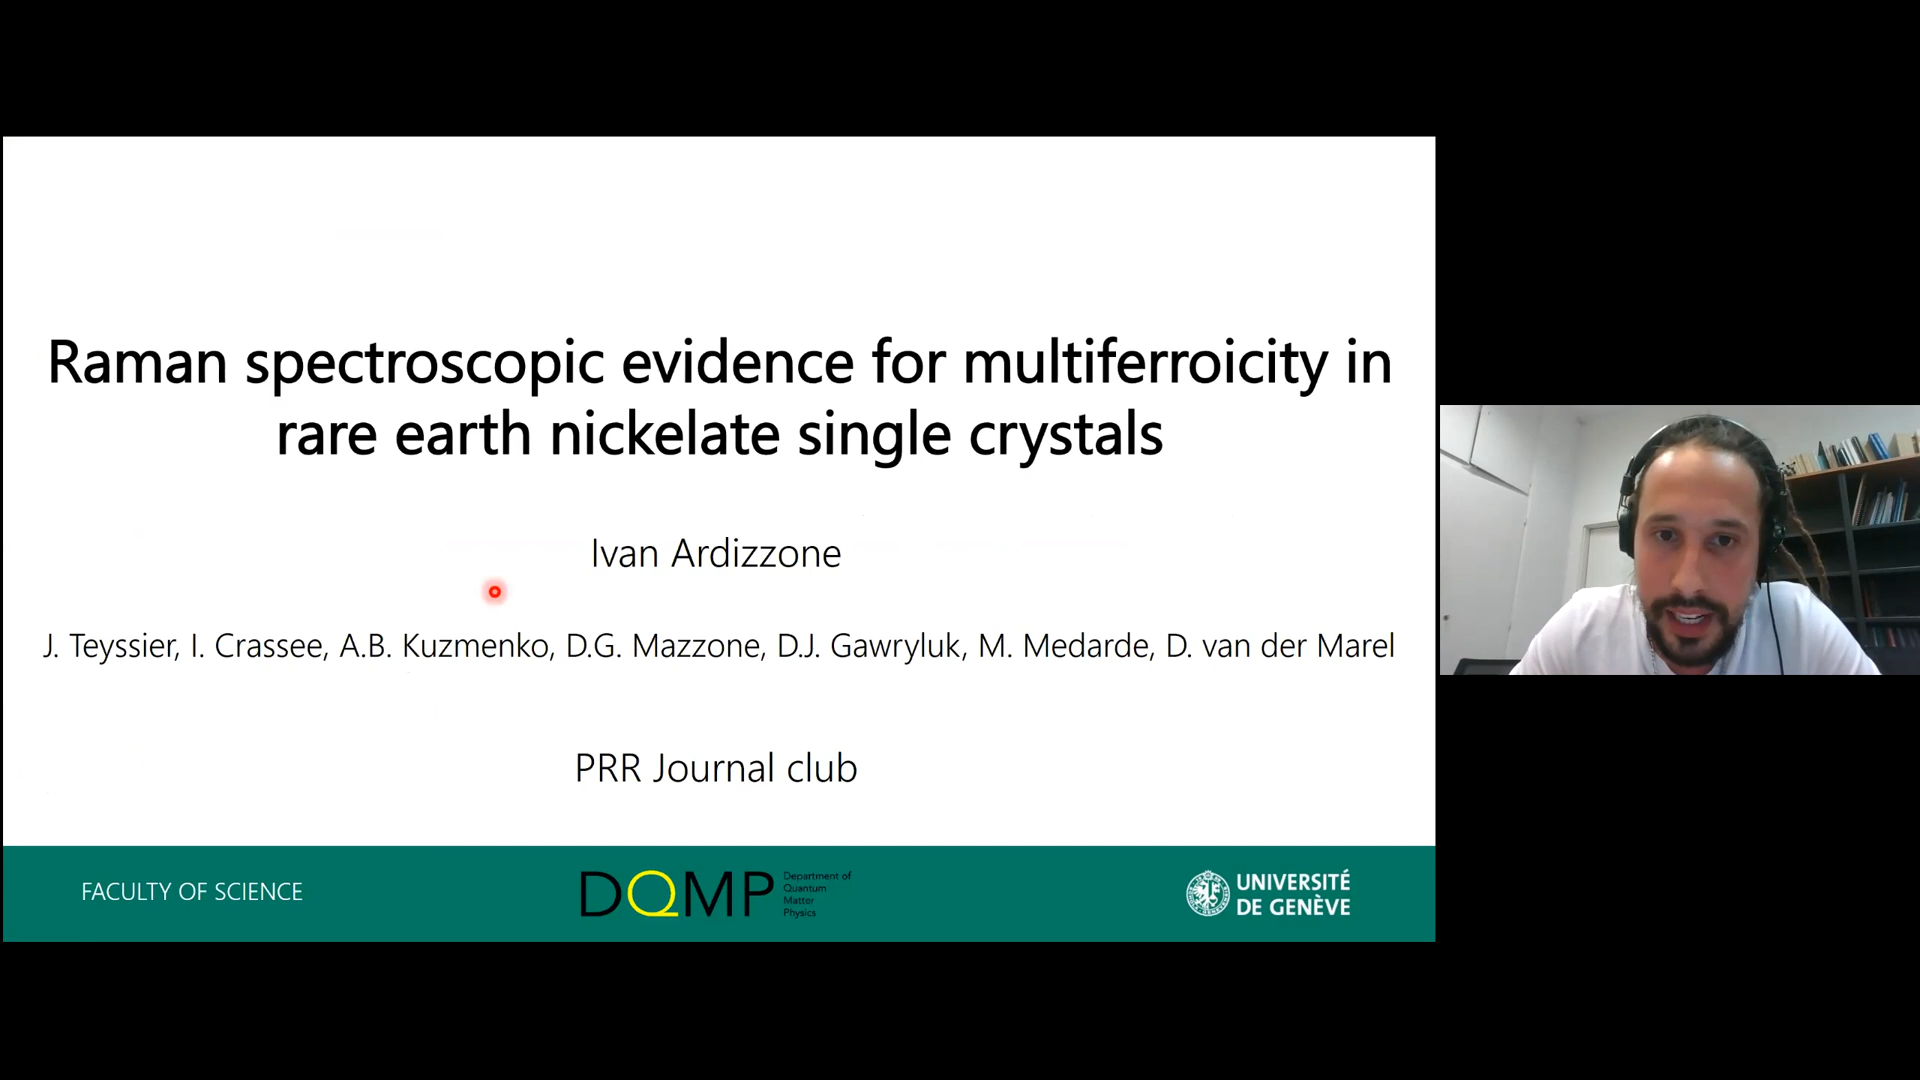 Raman spectroscopic evidence for multiferroicity in
rare earth nickelate single crystals
Ivan Ardizzone
J. Teyssier, I. Crassee, A.B. Kuzmenko, D.G. Mazzone, D.J. Gawryluk, M. Medarde, D. van der Marel
PRR Journal club
FACULTY OF SCIENCE
DQMP
Department of
Quantum
Matter
Physics
UNIVERSITÉ
DE GENÈVE